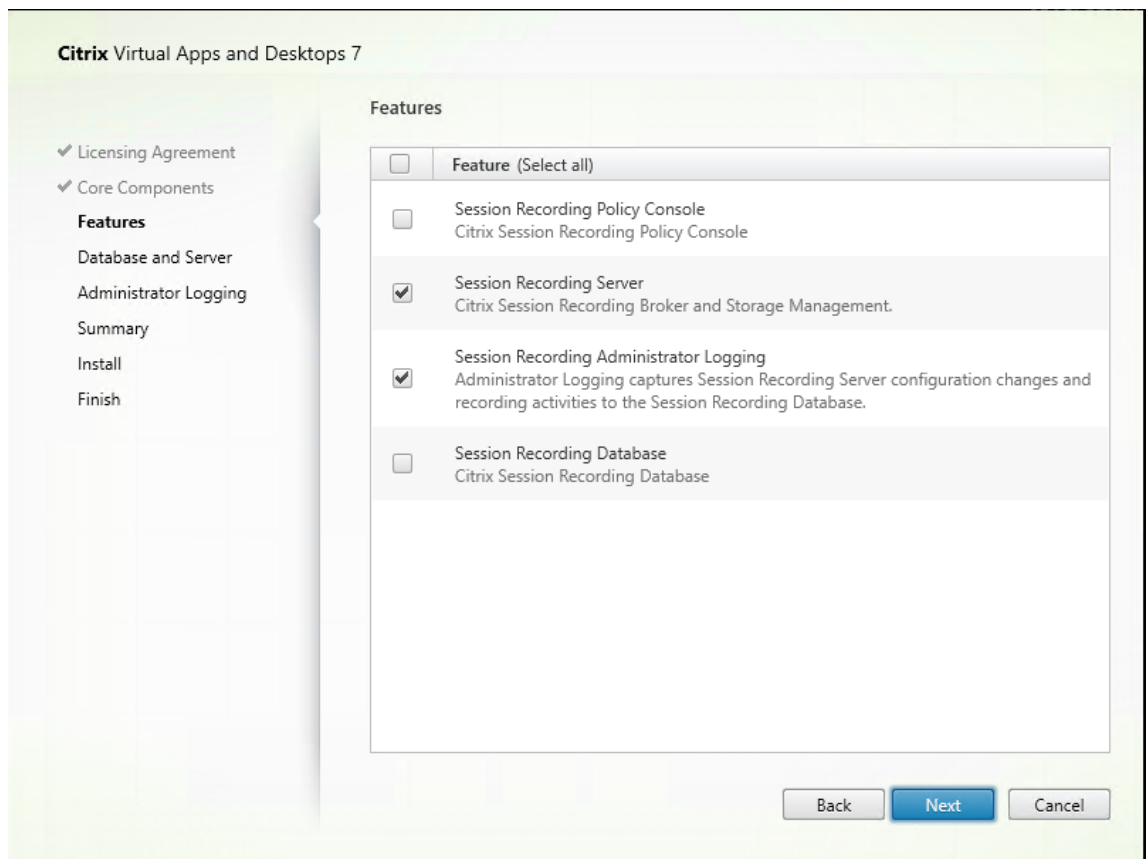 Citrix Virtual Apps and Desktops 7
Features
Licensing Agreement
Core Components
Features
Database and Server
Administrator Logging
Summary
Install
Finish
Feature (Select all)
Session Recording Policy Console
Citrix Session Recording Policy Console
Session Recording Server
Citrix Session Recording Broker and Storage Management.
Session Recording Administrator Logging
Administrator Logging captures Session Recording Server configuration changes and
recording activities to the Session Recording Database.
Session Recording Database
Citrix Session Recording Database
Back
Next
Cancel